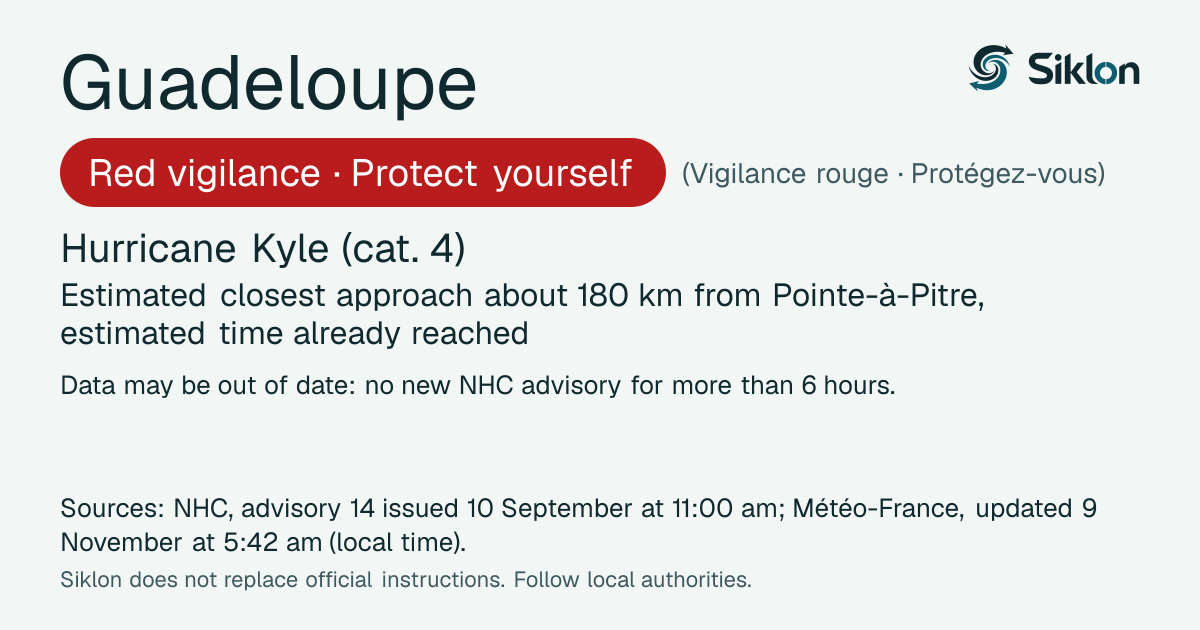 Guadeloupe
Siklon
Red vigilance · Protect yourself
(Vigilance rouge · Protégez-vous)
Hurricane Kyle (cat. 4)
Estimated closest approach about 180 km from Pointe-à-Pitre,
estimated time already reached
Data may be out of date: no new NHC advisory for more than 6 hours.
Sources: NHC, advisory 14 issued 10 September at 11:00 am; Météo-France, updated 9
November at 5:42 am (local time).
Siklon does not replace official instructions. Follow local authorities.